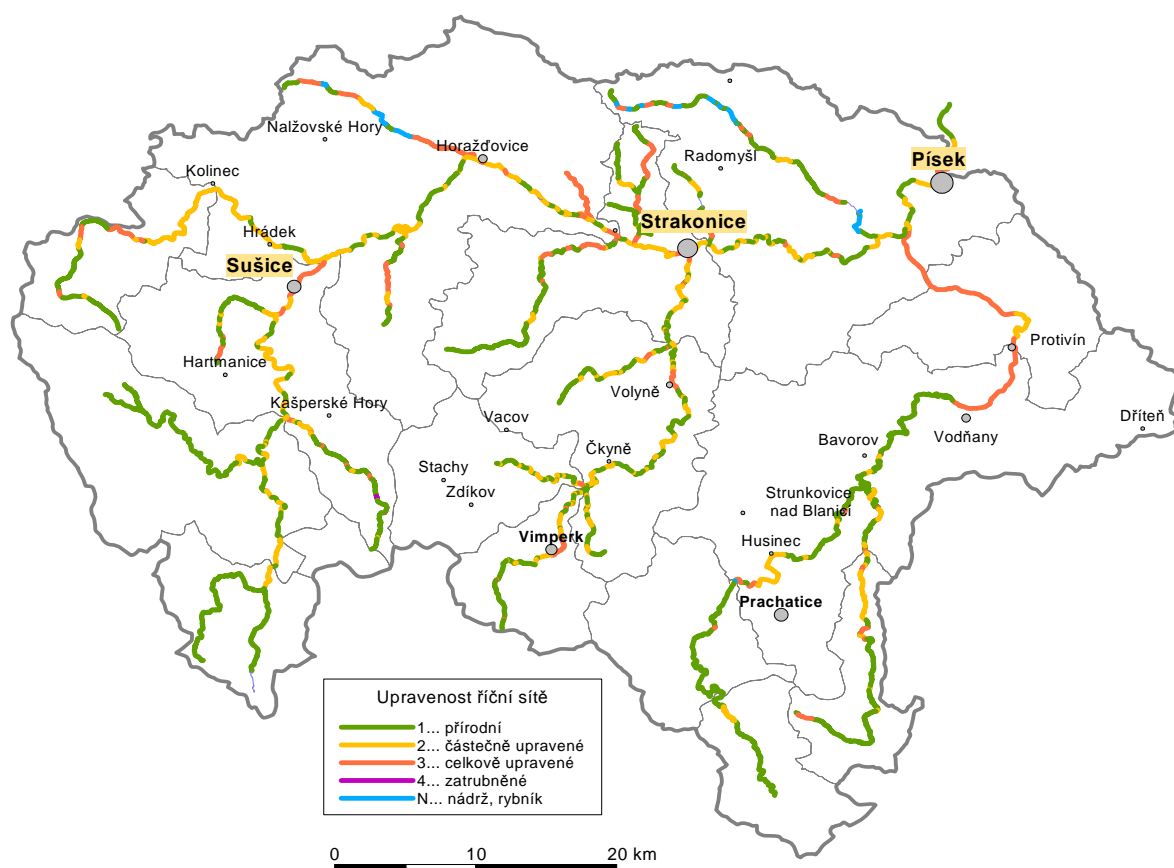 Nalžovské Hory
Horažďovice
Radomyšl
Písek
Kolinec
Hrádek
Strakonice
Sušice
Hartmanice
Protivín
Volyně
Kašperské Hory
Vacov
Dříteň
Vodňany
Bavorov
Čkyně
Stachy
Zdíkov
Strunkovice
nad Blanicí
Vimperk
Husinec
Prachatice
Upravenost říční sítě
1... přírodní
2... částečně upravené
3... celkově upravené
4... zatrubněné
N... nádrž, rybník
0 10 20 km